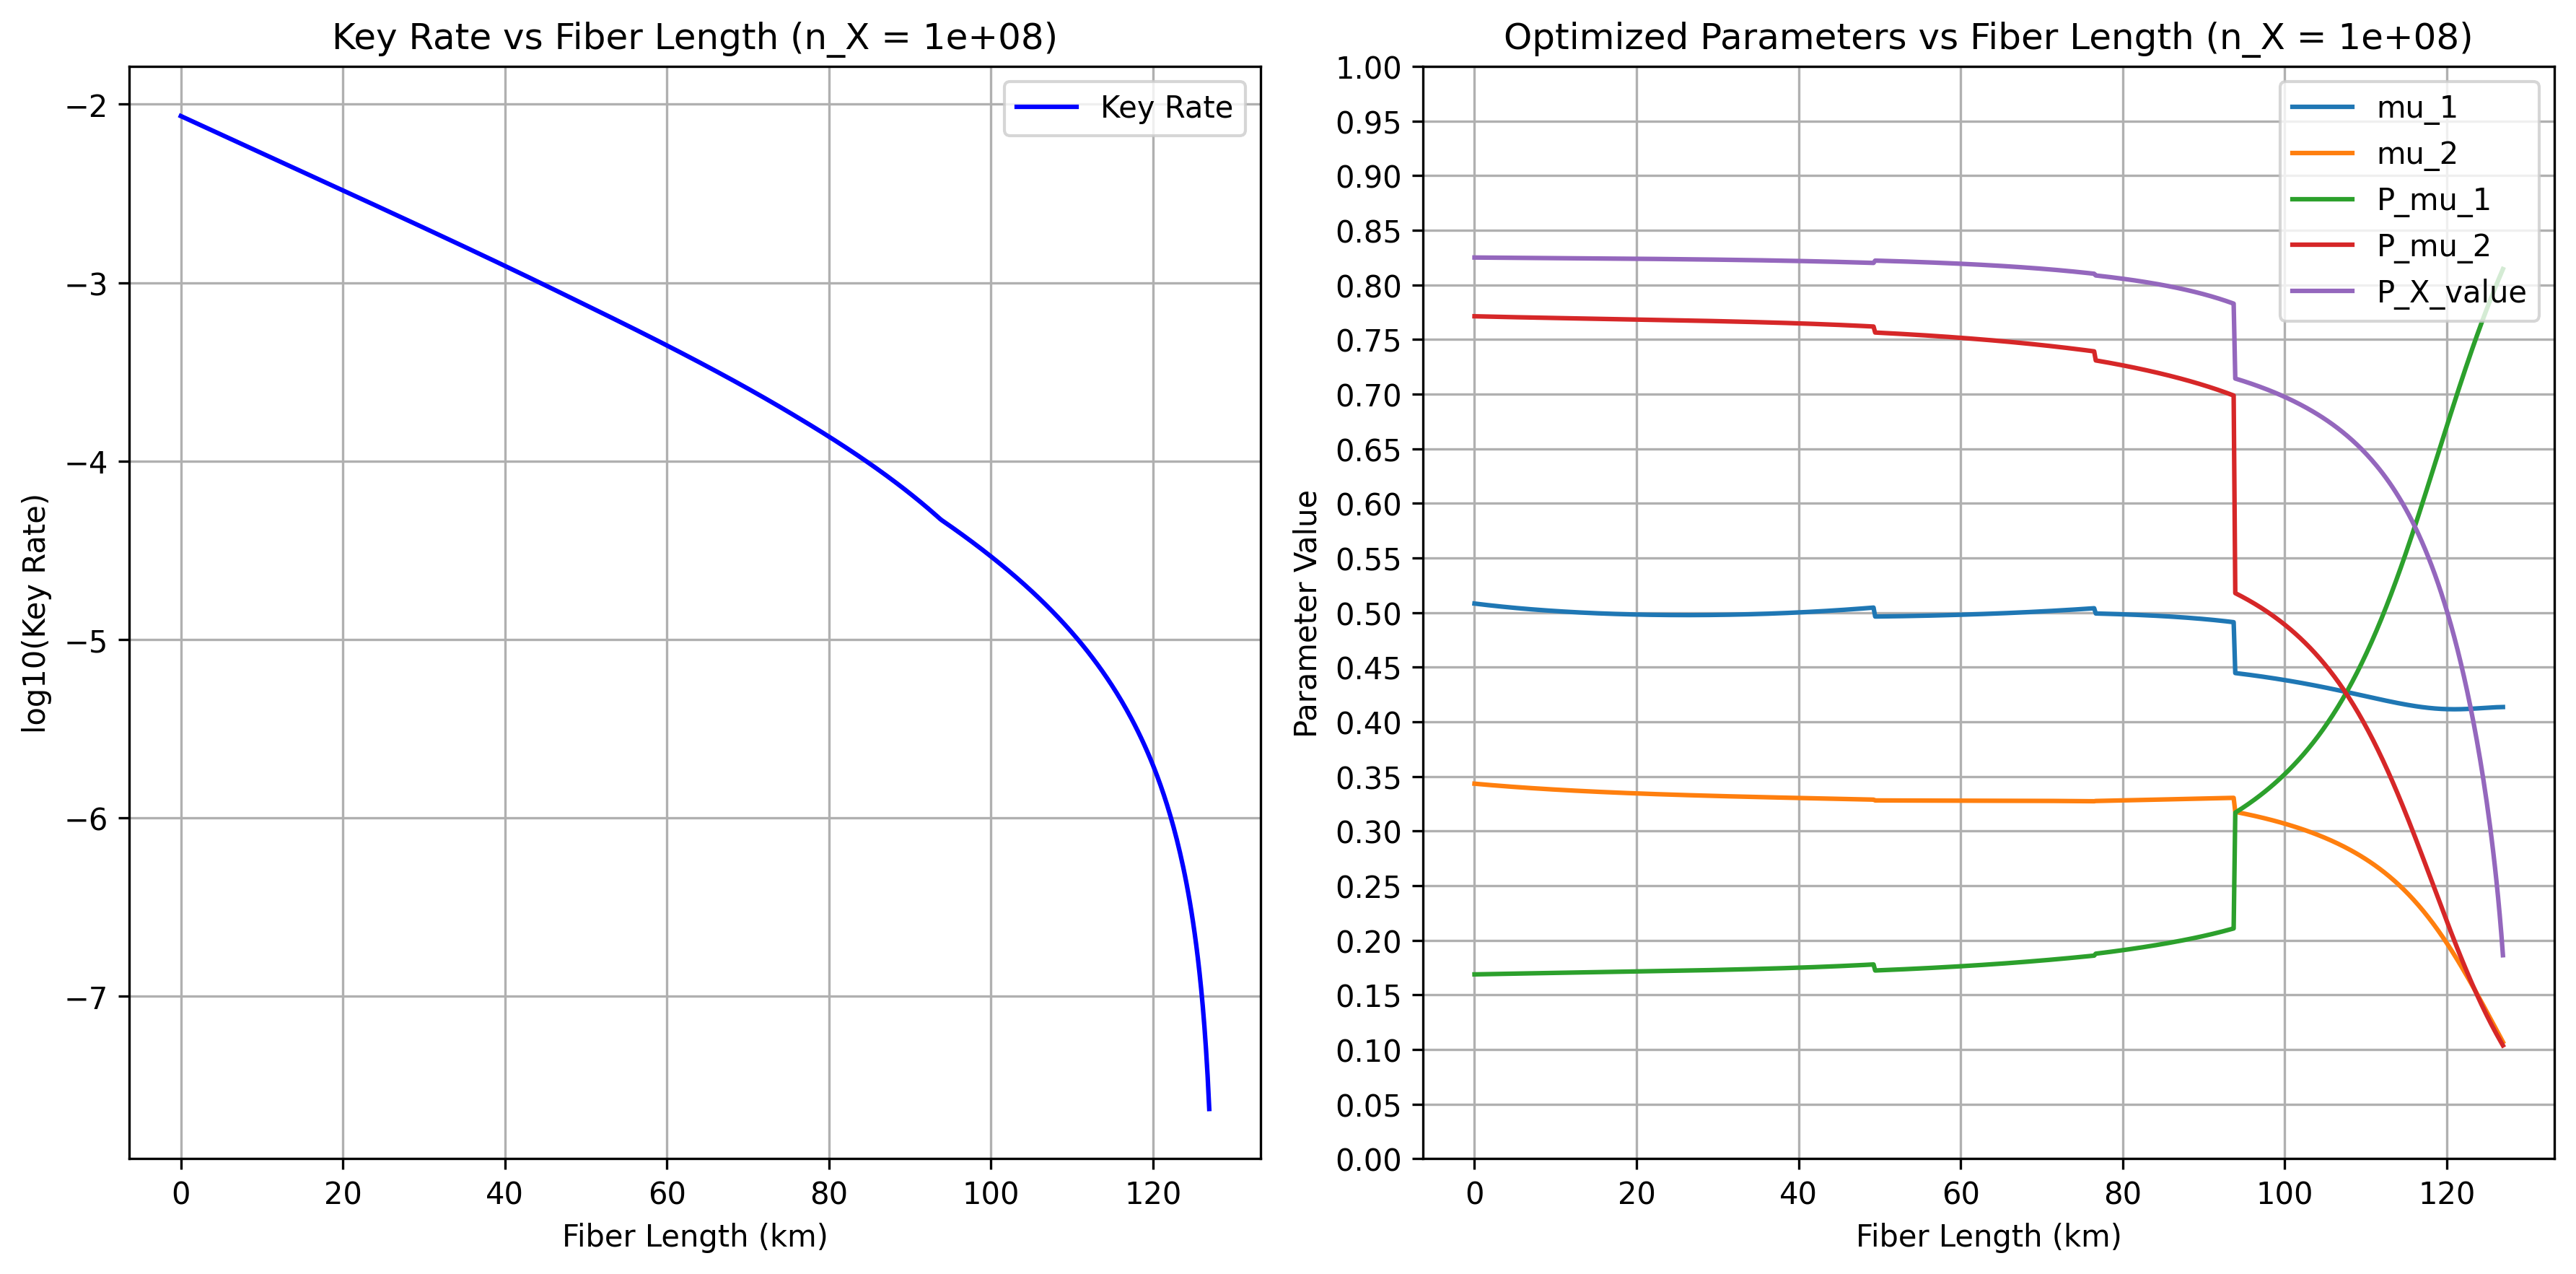 Key Rate vs Fiber Length (n_X = 1e+08)
Key Rate
log10(Key Rate)
−2
−3
−4
−5
−6
−7
0 20 40 60 80 100 120
Fiber Length (km)
Optimized Parameters vs Fiber Length (n_X = 1e+08)
mu_1
mu_2
P_mu_1
P_mu_2
P_X_value
Parameter Value
1.00
0.95
0.90
0.85
0.80
0.75
0.70
0.65
0.60
0.55
0.50
0.45
0.40
0.35
0.30
0.25
0.20
0.15
0.10
0.05
0.00
0 20 40 60 80 100 120
Fiber Length (km)